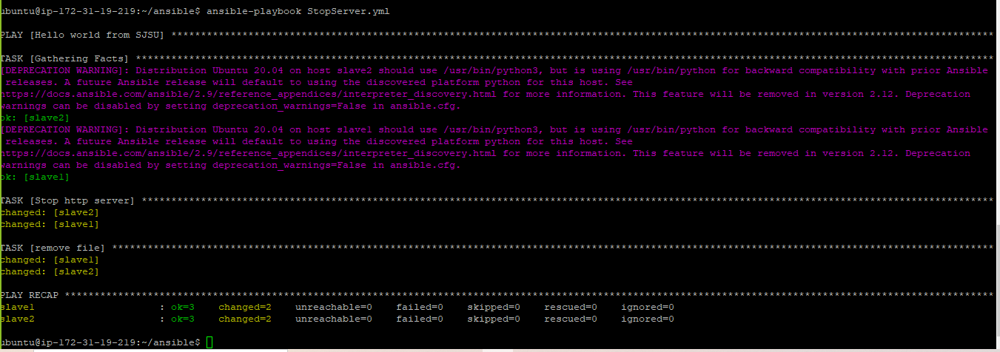 ubuntu@ip-172-31-19-219:~/ansible$ ansible-playbook StopServer.yml
PLAY [Hello world from SJSU] *******************************************************************************************************************************************
TASK [Gathering Facts] *************************************************************************************************************************************************
[DEPRECATION WARNING]: Distribution Ubuntu 20.04 on host slave2 should use /usr/bin/python3, but is using /usr/bin/python for backward compatibility with prior Ansible
releases. A future Ansible release will default to using the discovered platform python for this host. See
https://docs.ansible.com/ansible/2.9/reference_appendices/interpreter_discovery.html for more information. This feature will be removed in version 2.12. Deprecation
warnings can be disabled by setting deprecation_warnings=False in ansible.cfg.
ok: [slave2]
[DEPRECATION WARNING]: Distribution Ubuntu 20.04 on host slave1 should use /usr/bin/python3, but is using /usr/bin/python for backward compatibility with prior Ansible
releases. A future Ansible release will default to using the discovered platform python for this host. See
https://docs.ansible.com/ansible/2.9/reference_appendices/interpreter_discovery.html for more information. This feature will be removed in version 2.12. Deprecation
warnings can be disabled by setting deprecation_warnings=False in ansible.cfg.
ok: [slave1]
TASK [Stop http server] ************************************************************************************************************************************************
changed: [slave2]
changed: [slave1]
TASK [remove file] *****************************************************************************************************************************************************
changed: [slave1]
changed: [slave2]
PLAY RECAP *************************************************************************************************************************************************************
slave1 : ok=3 changed=2 unreachable=0 failed=0 skipped=0 rescued=0 ignored=0
slave2 : ok=3 changed=2 unreachable=0 failed=0 skipped=0 rescued=0 ignored=0
ubuntu@ip-172-31-19-219:~/ansible$